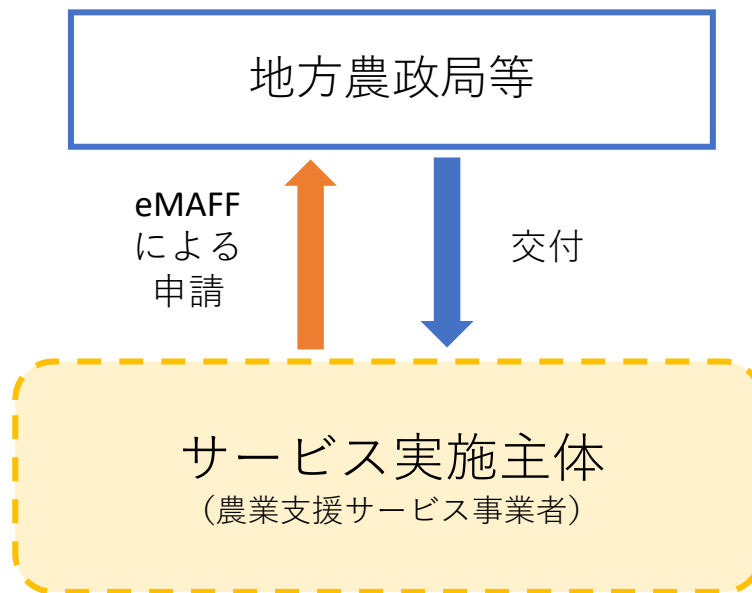 地方農政局等
eMAFF
による
申請
交付
サービス実施主体
（農業支援サービス事業者）